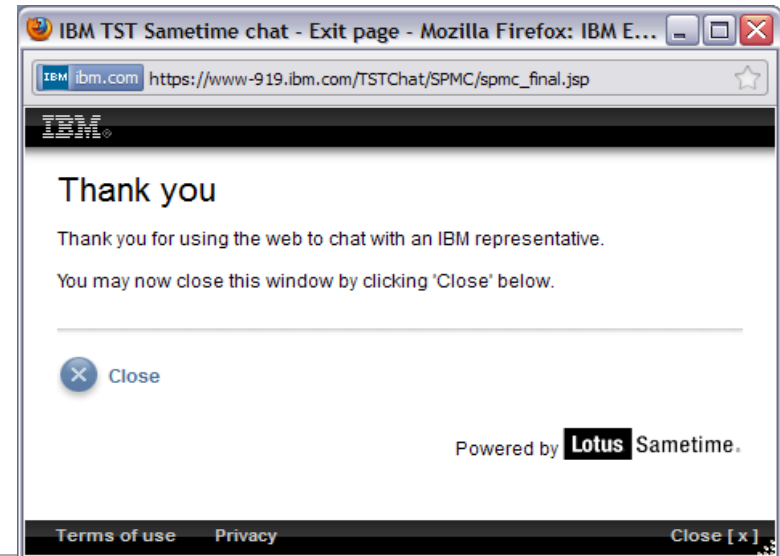 IBM TST Sametime chat - Exit page - Mozilla Firefox: IBM E...
IBM ibm.com https://www-919.ibm.com/TSTChat/SPMC/spmc_final.jsp
IBM®
Thank you
Thank you for using the web to chat with an IBM representative.
You may now close this window by clicking 'Close' below.
Close
Powered by Lotus Sametime.
Terms of use Privacy Close [ x ]